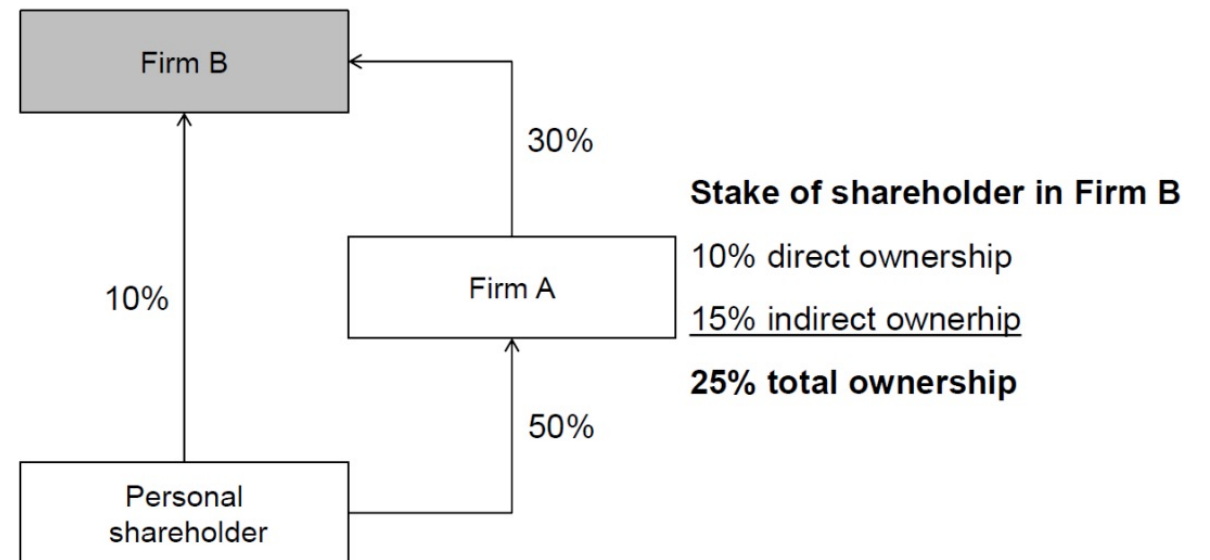 Firm B
30%
Stake of shareholder in Firm B
10% direct ownership
10%
Firm A
15% indirect ownerhip
25% total ownership
50%
Personal
shareholder